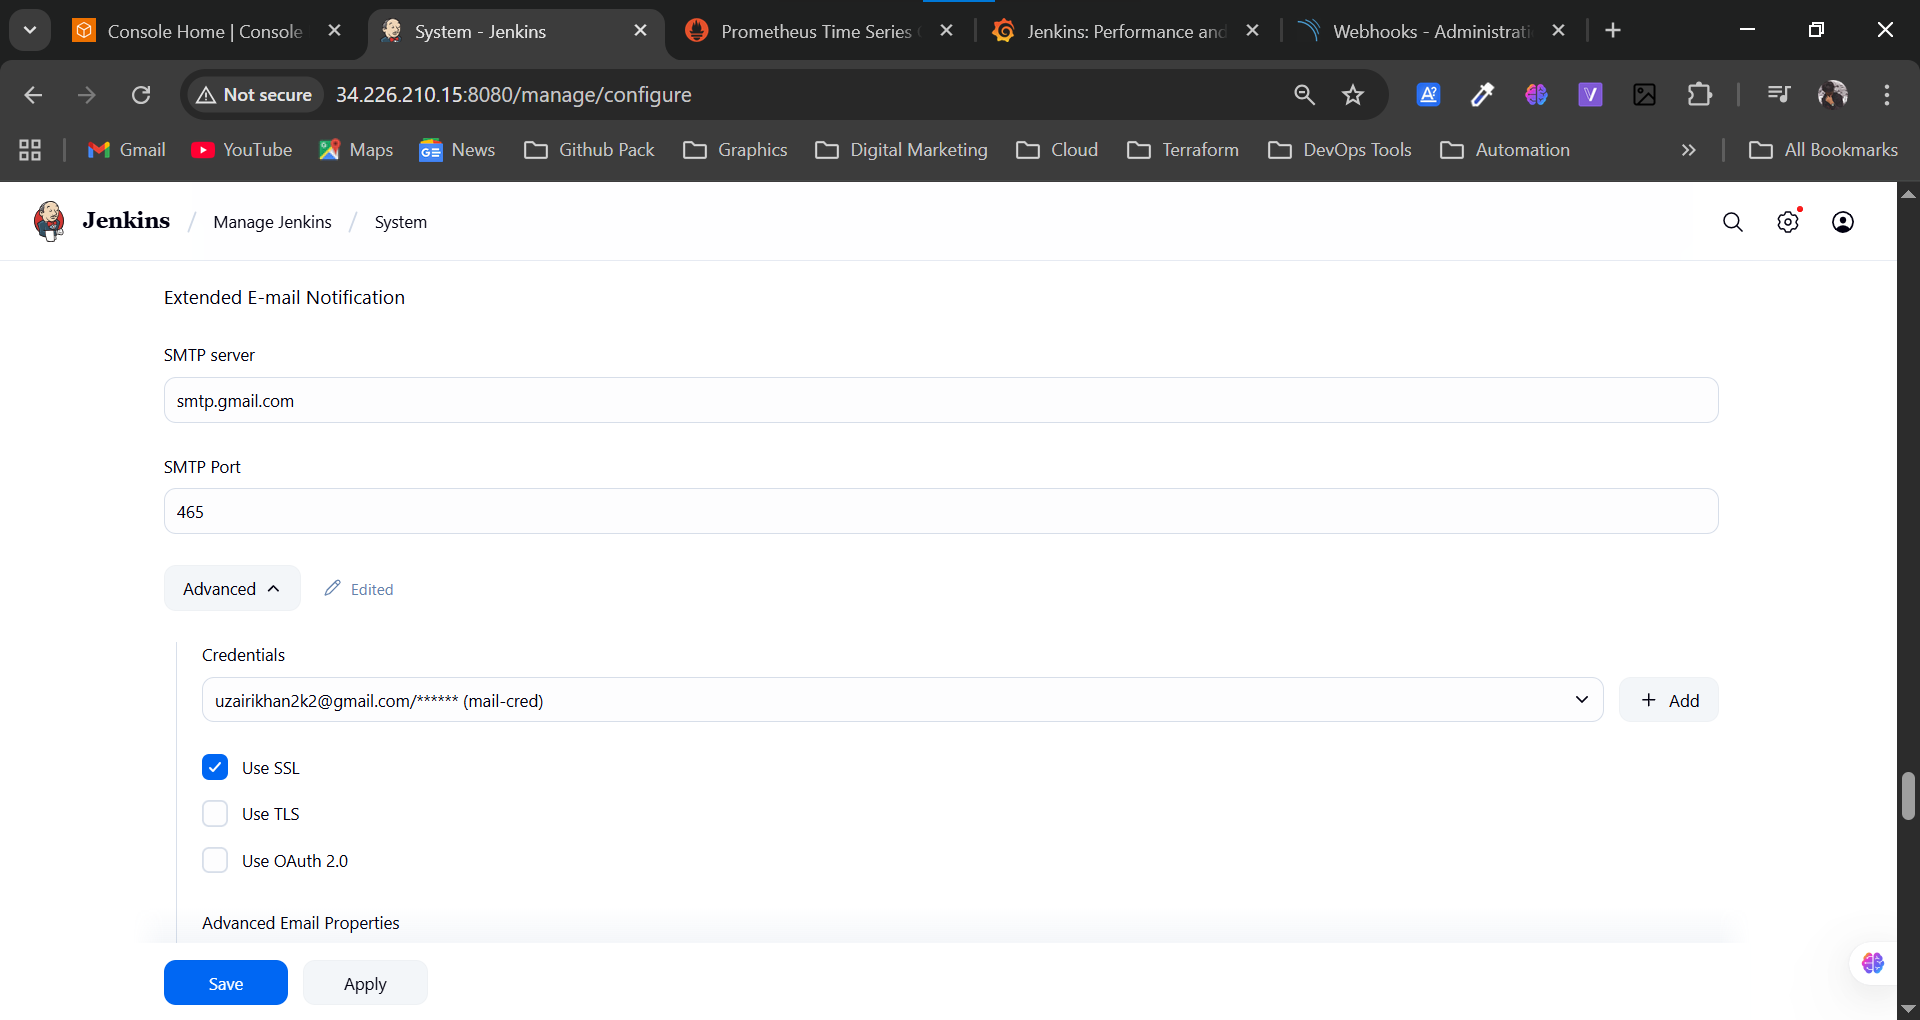 Console Home | Console
System - Jenkins
Prometheus Time Series
Jenkins: Performance and
Webhooks - Administrati
Not secure
34.226.210.15:8080/manage/configure
Gmail
YouTube
Maps
News
Github Pack
Graphics
Digital Marketing
Cloud
Terraform
DevOps Tools
Automation
All Bookmarks
Jenkins / Manage Jenkins / System
Extended E-mail Notification
SMTP server
smtp.gmail.com
SMTP Port
465
Advanced
Edited
Credentials
uzairikhan2k2@gmail.com/****** (mail-cred)
+ Add
Use SSL
Use TLS
Use OAuth 2.0
Advanced Email Properties
Save
Apply